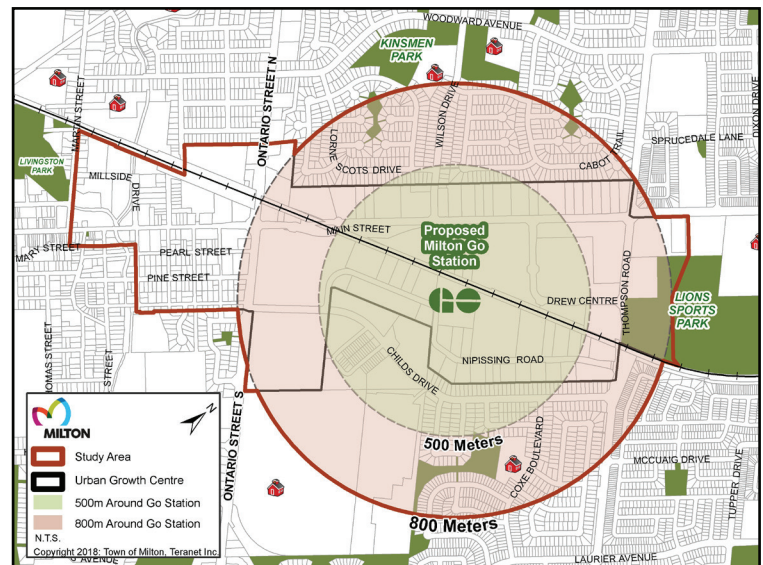 WOODWARD AVENUE
KINSMEN
PARK
MARTIN STREET
ONTARIO STREET N
WILSON DRIVE
DIXON DRIVE
LORNE
SCOTS DRIVE
CABOT TRAIL
SPRUCEDALE LANE
LIVINGSTON
PARK
MILLSIDE
DRIVE
MAIN STREET
Proposed
Milton Go
Station
MARY STREET
PEARL STREET
PINE STREET
THOMPSON ROAD
DREW CENTRE
LIONS
SPORTS
PARK
CHILDS DRIVE
NIPISSING ROAD
STREET
ONTARIO STREET S
500 Meters
COXE BOULEVARD
MCCUAIG DRIVE
TUPPER DRIVE
800 Meters
LAURIER AVENUE
MILTON
N
Study Area
Urban Growth Centre
500m Around Go Station
800m Around Go Station
N.T.S.
Copyright 2018: Town of Milton, Teranet Inc.
AVENUE